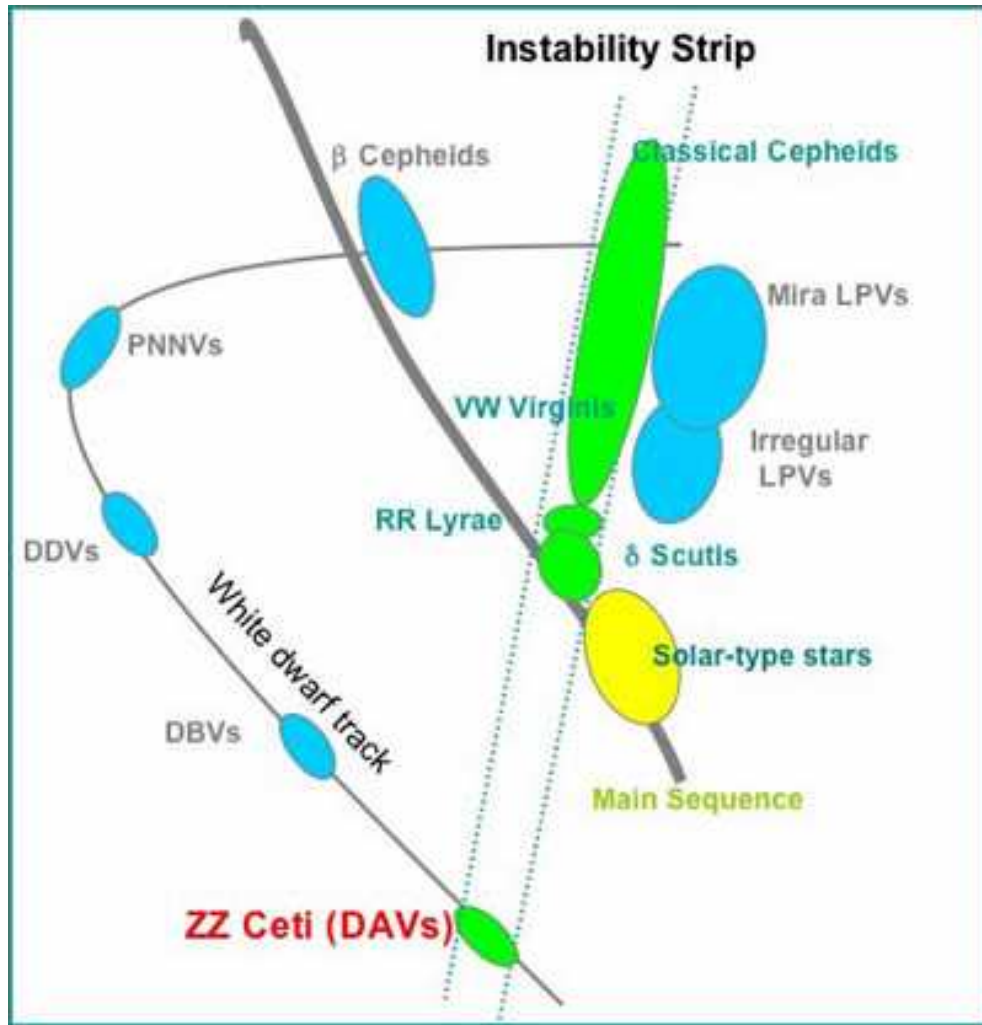 Instability Strip
β Cepheids
Classical Cepheids
Mira LPVs
PNNVs
VW Virginis
Irregular
LPVs
RR Lyrae
δ Scutis
DDVs
White dwarf track
Solar-type stars
DBVs
Main Sequence
ZZ Ceti (DAVs)